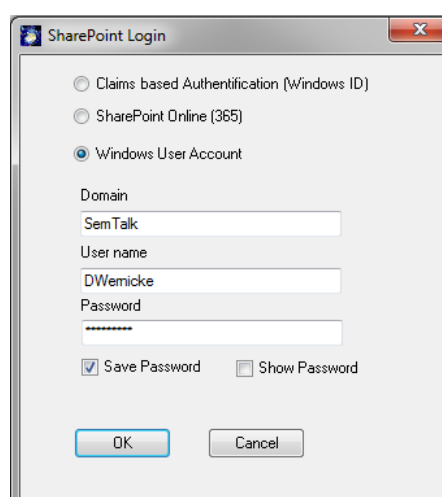 SharePoint Login
Claims based Authentification (Windows ID)
SharePoint Online (365)
Windows User Account
Domain
SemTalk
User name
DWernicke
Password
*********
Save Password Show Password
OK Cancel